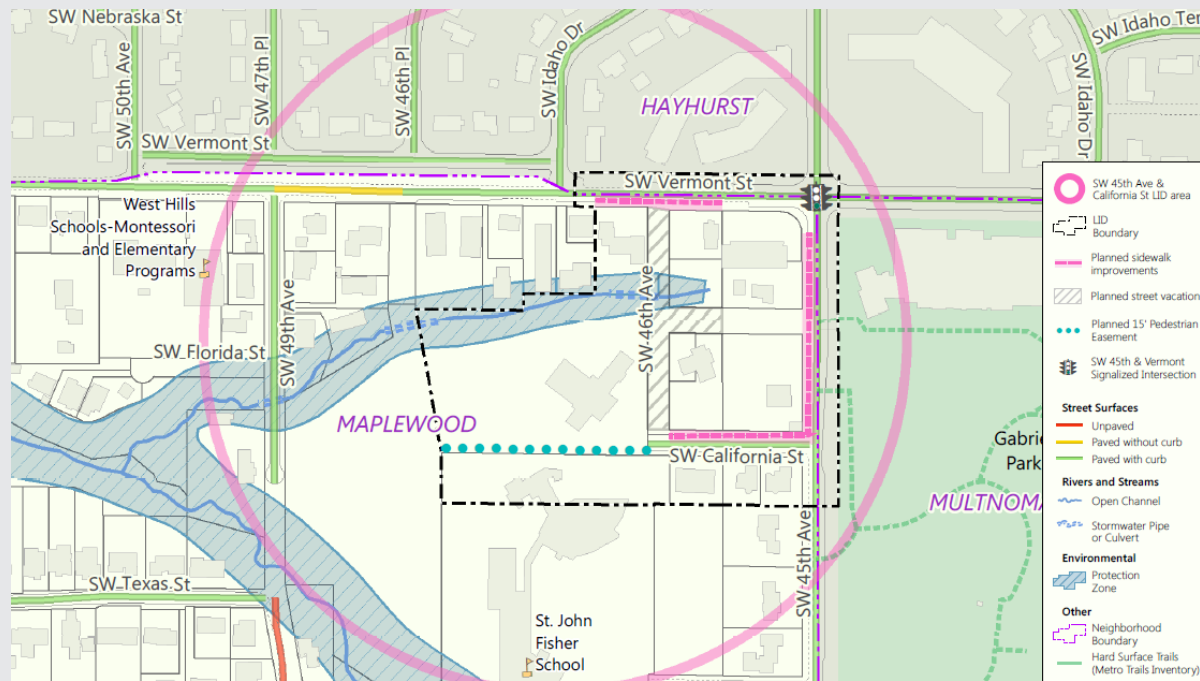 SW Nebraska St
SW 50th Ave
SW 47th Pl
SW 46th Pl
SW Idaho Dr
SW Idaho Ter
SW Idaho Dr
HAYHURST
SW Vermont St
SW Vermont St
West Hills
Schools-Montessori
and Elementary
Programs
SW 49th Ave
SW 46th Ave
SW Florida St
MAPLEWOOD
SW California St
Gabrie
Park
MULTNOMA
SW 45th Ave
SW Texas St
St. John
Fisher
School
SW 45th Ave &
California St LID area
LID
Boundary
Planned sidewalk
improvements
Planned street vacation
Planned 15' Pedestrian
Easement
SW 45th & Vermont
Signalized Intersection
Street Surfaces
Unpaved
Paved without curb
Paved with curb
Rivers and Streams
Open Channel
Stormwater Pipe
or Culvert
Environmental
Protection
Zone
Other
Neighborhood
Boundary
Hard Surface Trails
(Metro Trails Inventory)